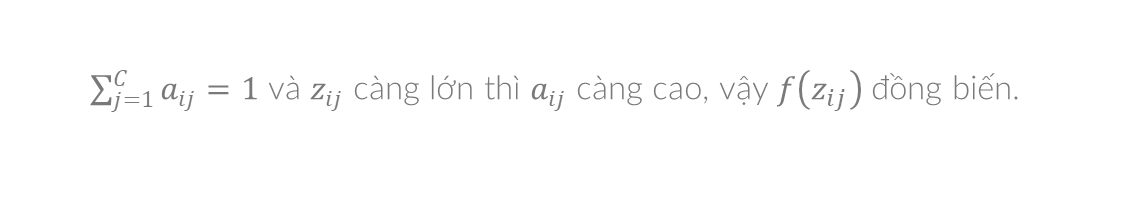 $\sum_{j=1}^{C} a_{ij} = 1$ và $z_{ij}$ càng lớn thì $a_{ij}$ càng cao, vậy $f(z_{ij})$ đồng biến.